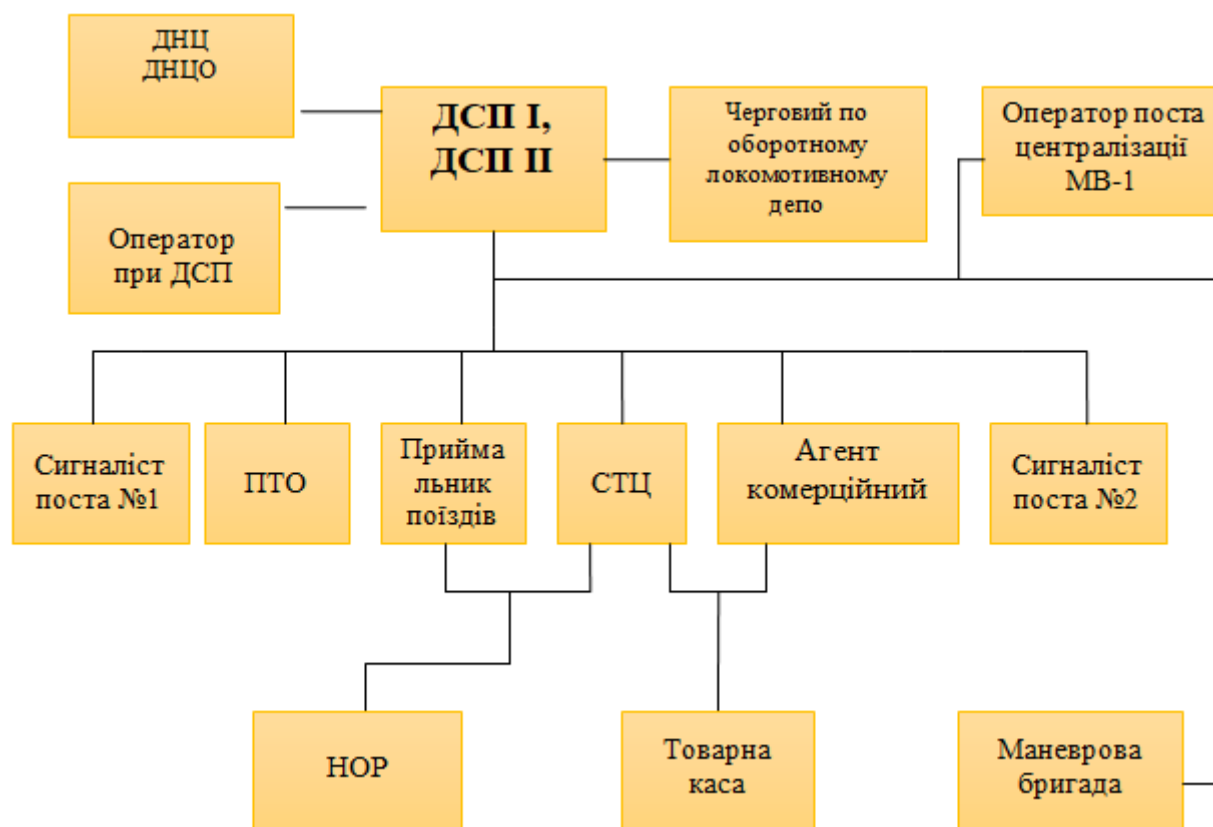 ДНЦ
ДНЦО
ДСП І,
ДСП ІІ
Черговий по
оборотному
локомотивному
депо
Оператор поста
централізації
МВ-1
Оператор
при ДСП
Сигналіст
поста №1
ПТО
Прийма
льник
поїздів
СТЦ
Агент
комерційний
Сигналіст
поста №2
НОР
Товарна
каса
Маневрова
бригада